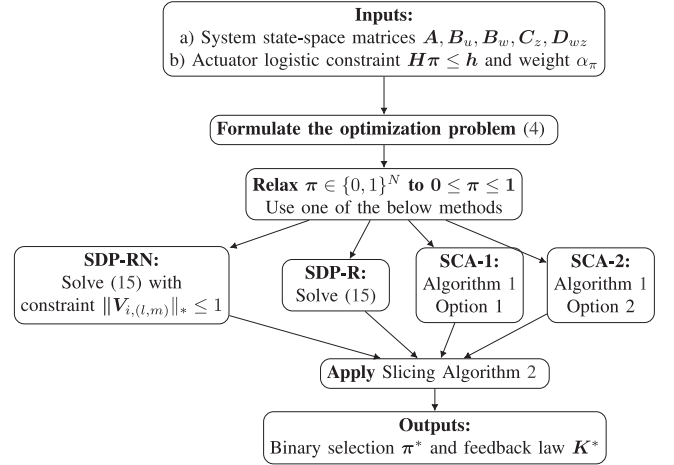 Inputs:
a) System state-space matrices A, B_u, B_w, C_z, D_wz
b) Actuator logistic constraint Hπ ≤ h and weight α_π
Formulate the optimization problem (4)
Relax π ∈ {0, 1}^N to 0 ≤ π ≤ 1
Use one of the below methods
SDP-RN:
Solve (15) with
constraint ‖V_{i,(l,m)}‖_* ≤ 1
SDP-R:
Solve (15)
SCA-1:
Algorithm 1
Option 1
SCA-2:
Algorithm 1
Option 2
Apply Slicing Algorithm 2
Outputs:
Binary selection π* and feedback law K*